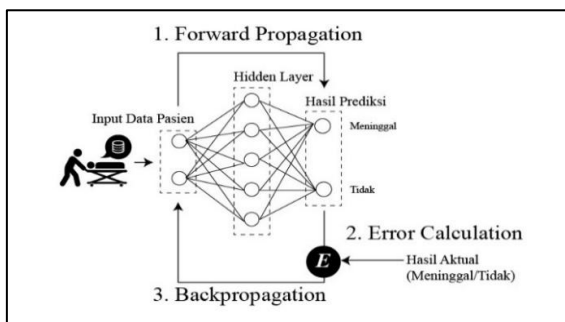 1. Forward Propagation
Hidden Layer
Hasil Prediksi
Input Data Pasien
Meninggal
Tidak
2. Error Calculation
E
Hasil Aktual
(Meninggal/Tidak)
3. Backpropagation